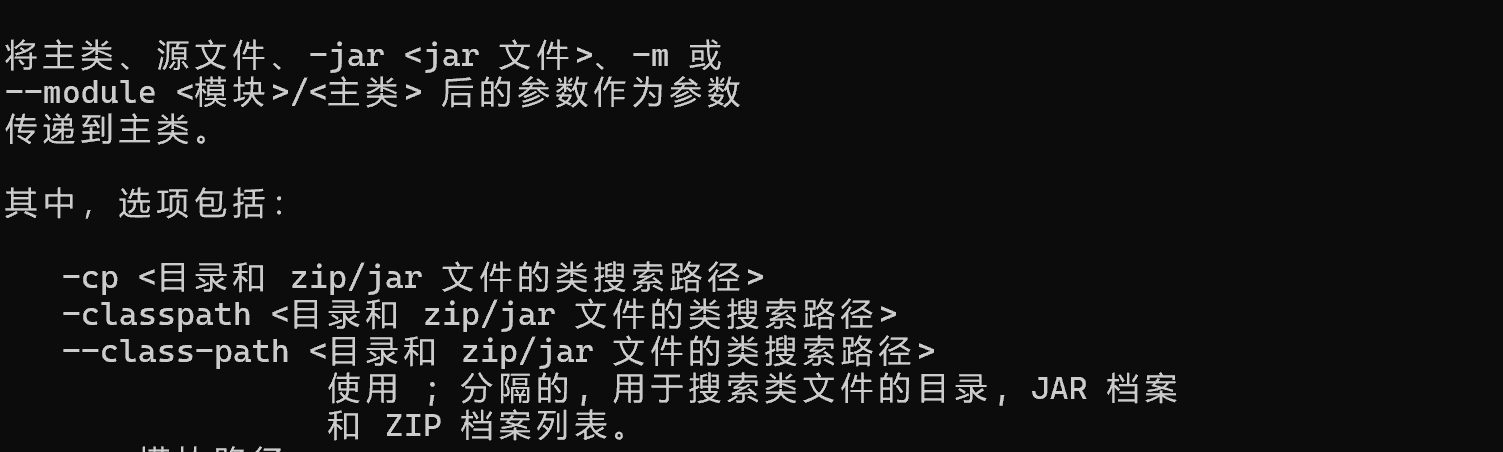 将主类、源文件、-jar <jar 文件>、-m 或
--module <模块>/<主类> 后的参数作为参数
传递到主类。
其中，选项包括：
-cp <目录和 zip/jar 文件的类搜索路径>
-classpath <目录和 zip/jar 文件的类搜索路径>
--class-path <目录和 zip/jar 文件的类搜索路径>
使用 ; 分隔的, 用于搜索类文件的目录, JAR 档案
和 ZIP 档案列表。